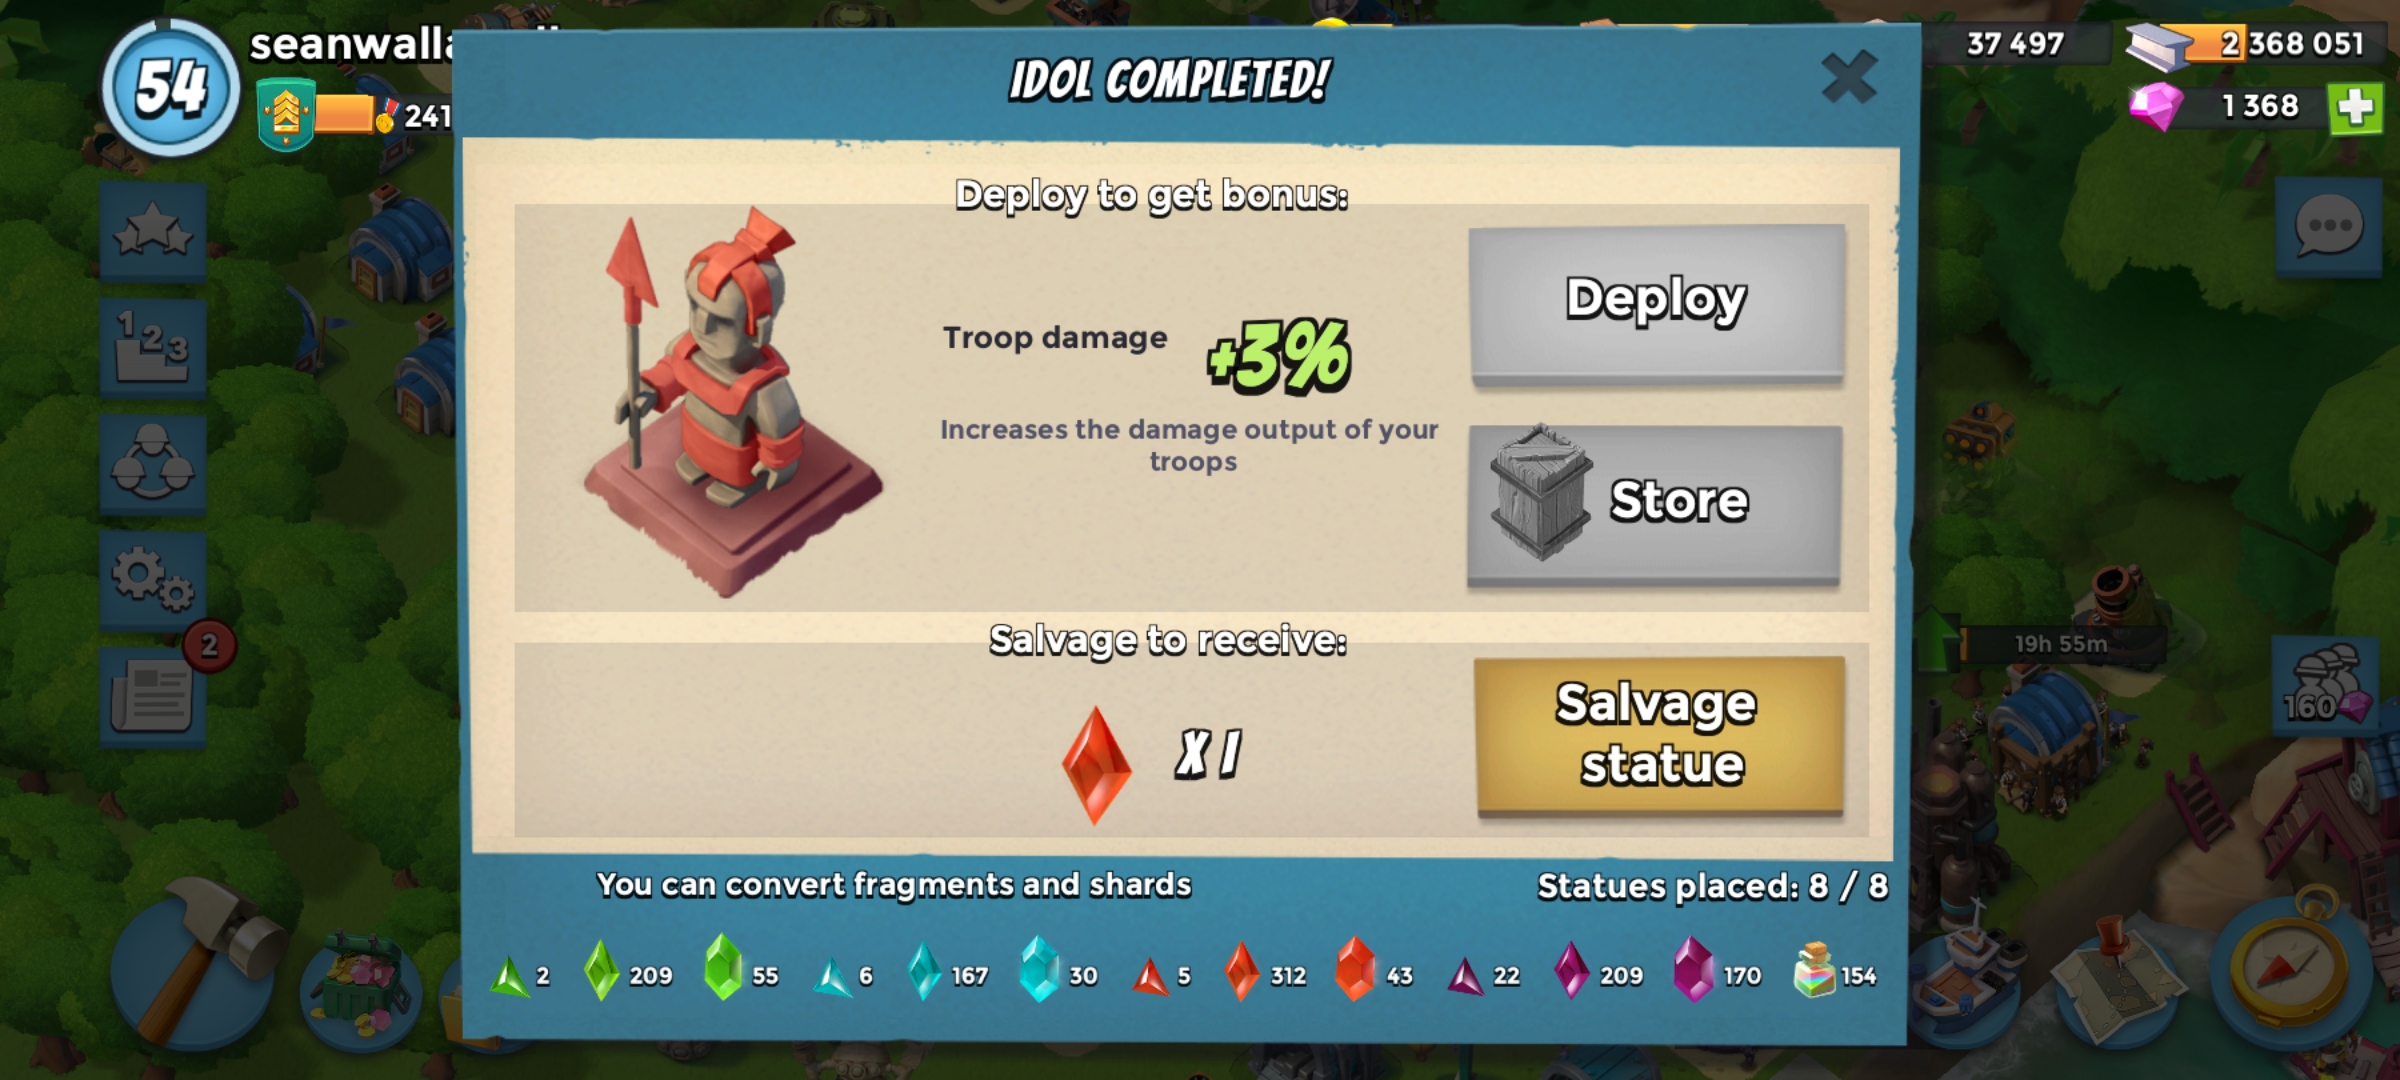 54
241
IDOL COMPLETED!
37 497
2 368 051
1 368
Deploy to get bonus:
Troop damage +3%
Increases the damage output of your
troops
Deploy
Store
123
2
Salvage to receive:
X 1
Salvage
statue
19h 55m
160
You can convert fragments and shards
Statues placed: 8 / 8
2 209 55 6 167 30 5 312 43 22 209 170 154